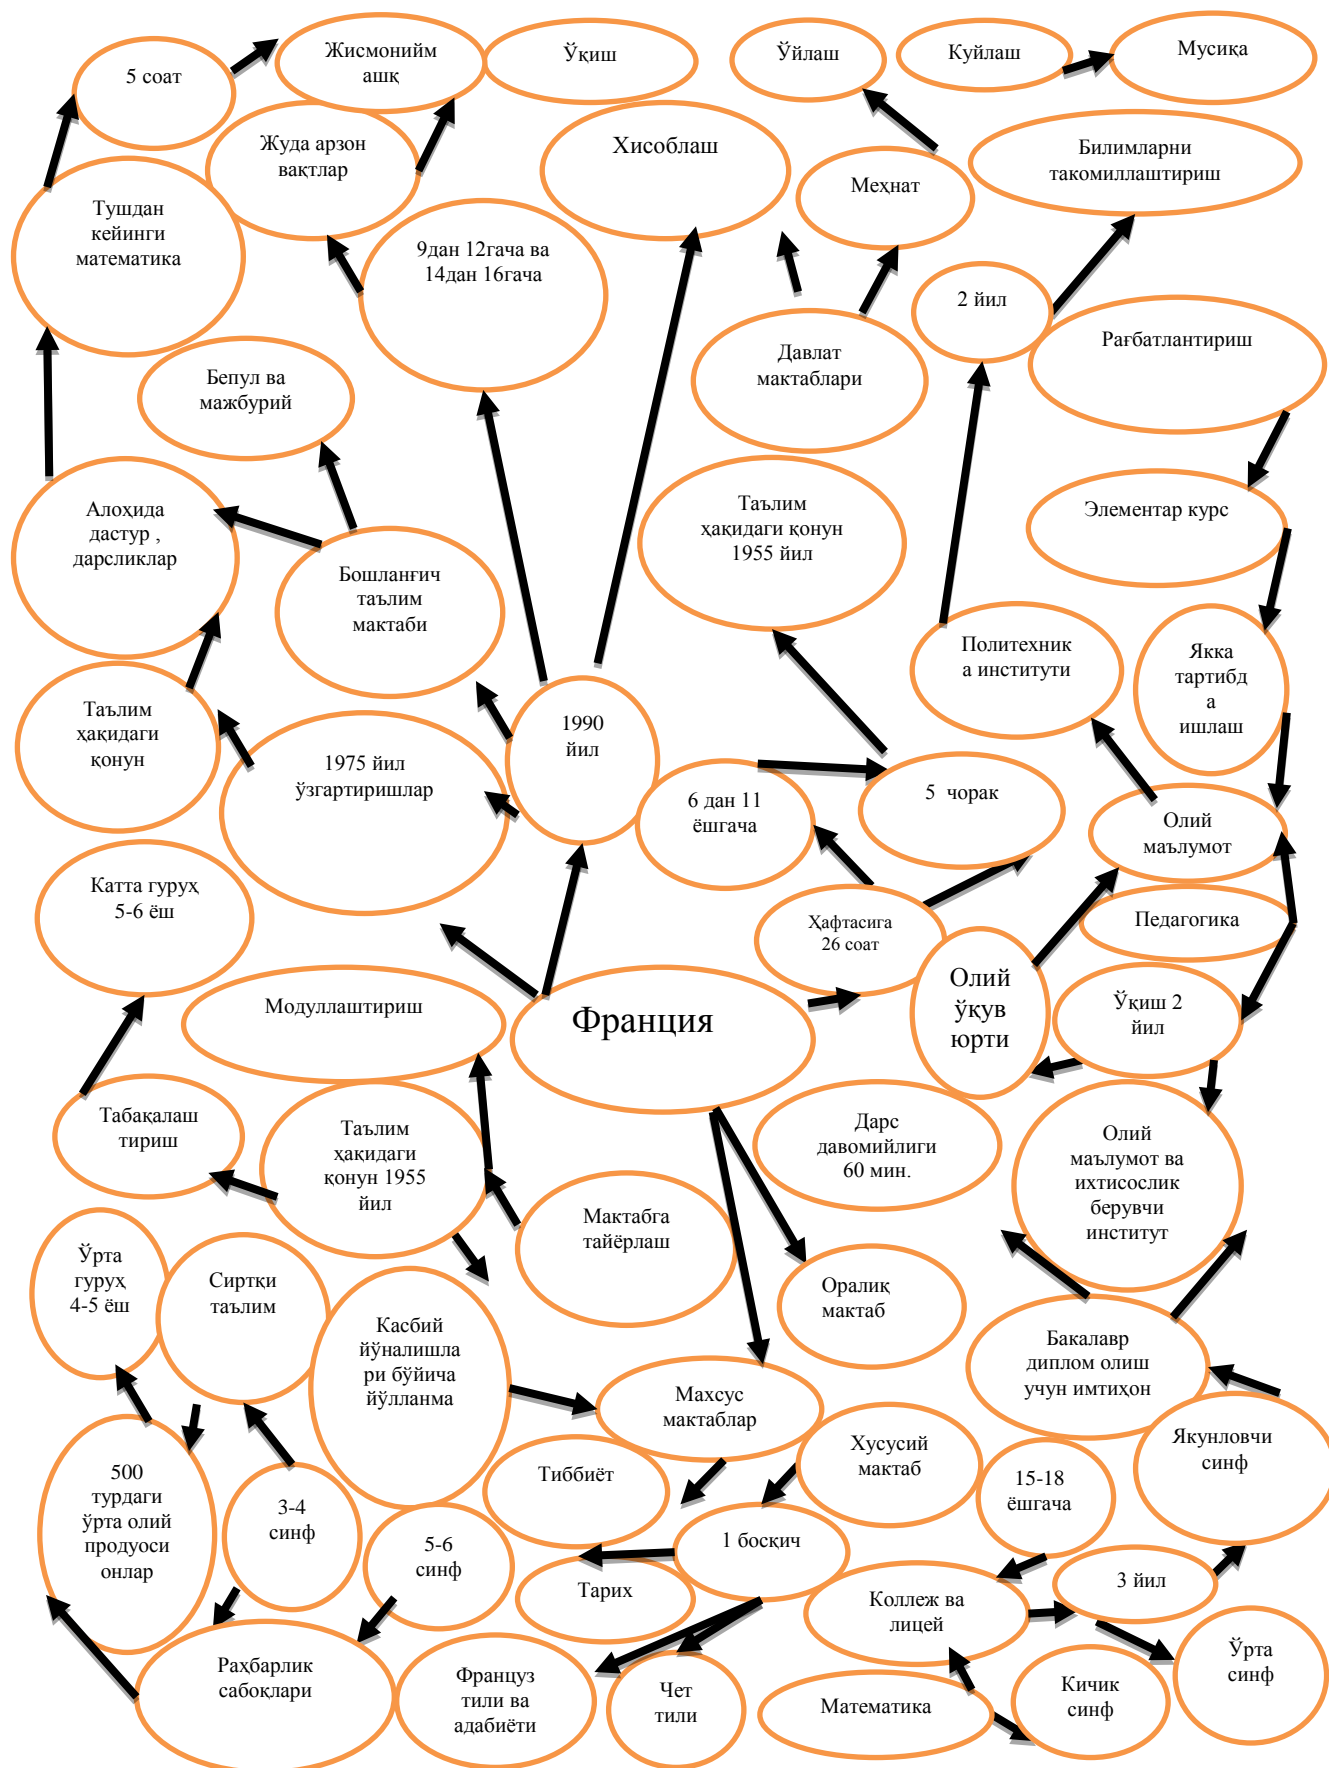 5 соат
Жисмонийм
ашқ
Ўқиш
Ўйлаш
Куйлаш
Мусиқа
Жуда арзон
вақтлар
Хисоблаш
Меҳнат
Билимларни
такомиллаштириш
Тушдан
кейинги
математика
9дан 12гача ва
14дан 16гача
2 йил
Давлат
мактаблари
Рағбатлантириш
Бепул ва
мажбурий
Алоҳида
дастур ,
дарсликлар
Таълим
ҳақидаги қонун
1955 йил
Элементар курс
Бошланғич
таълим
мактаби
Политехник
а институти
Якка
тартибд
а
ишлаш
Таълим
ҳақидаги
қонун
1975 йил
ўзгартиришлар
1990
йил
6 дан 11
ёшгача
5 чорак
Олий
маълумот
Катта гуруҳ
5-6 ёш
Ҳафтасига
26 соат
Педагогика
Модуллаштириш
Франция
Олий
ўқув
юрти
Ўқиш 2
йил
Табақалаш
тириш
Таълим
ҳақидаги
қонун 1955
йил
Дарс
давомийлиги
60 мин.
Олий
маълумот ва
ихтисослик
берувчи
институт
Мактабга
тайёрлаш
Ўрта
гуруҳ
4-5 ёш
Сиртқи
таълим
Оралиқ
мактаб
Касбий
йўналишла
ри бўйича
йўлланма
Бакалавр
диплом олиш
учун имтиҳон
Махсус
мактаблар
Хусусий
мактаб
Якунловчи
синф
Тиббиёт
15-18
ёшгача
500
турдаги
ўрта олий
продуоси
онлар
3-4
синф
5-6
синф
1 босқич
3 йил
Тарих
Коллеж ва
лицей
Раҳбарлик
сабоқлари
Француз
тили ва
адабиёти
Чет
тили
Математика
Кичик
синф
Ўрта
синф